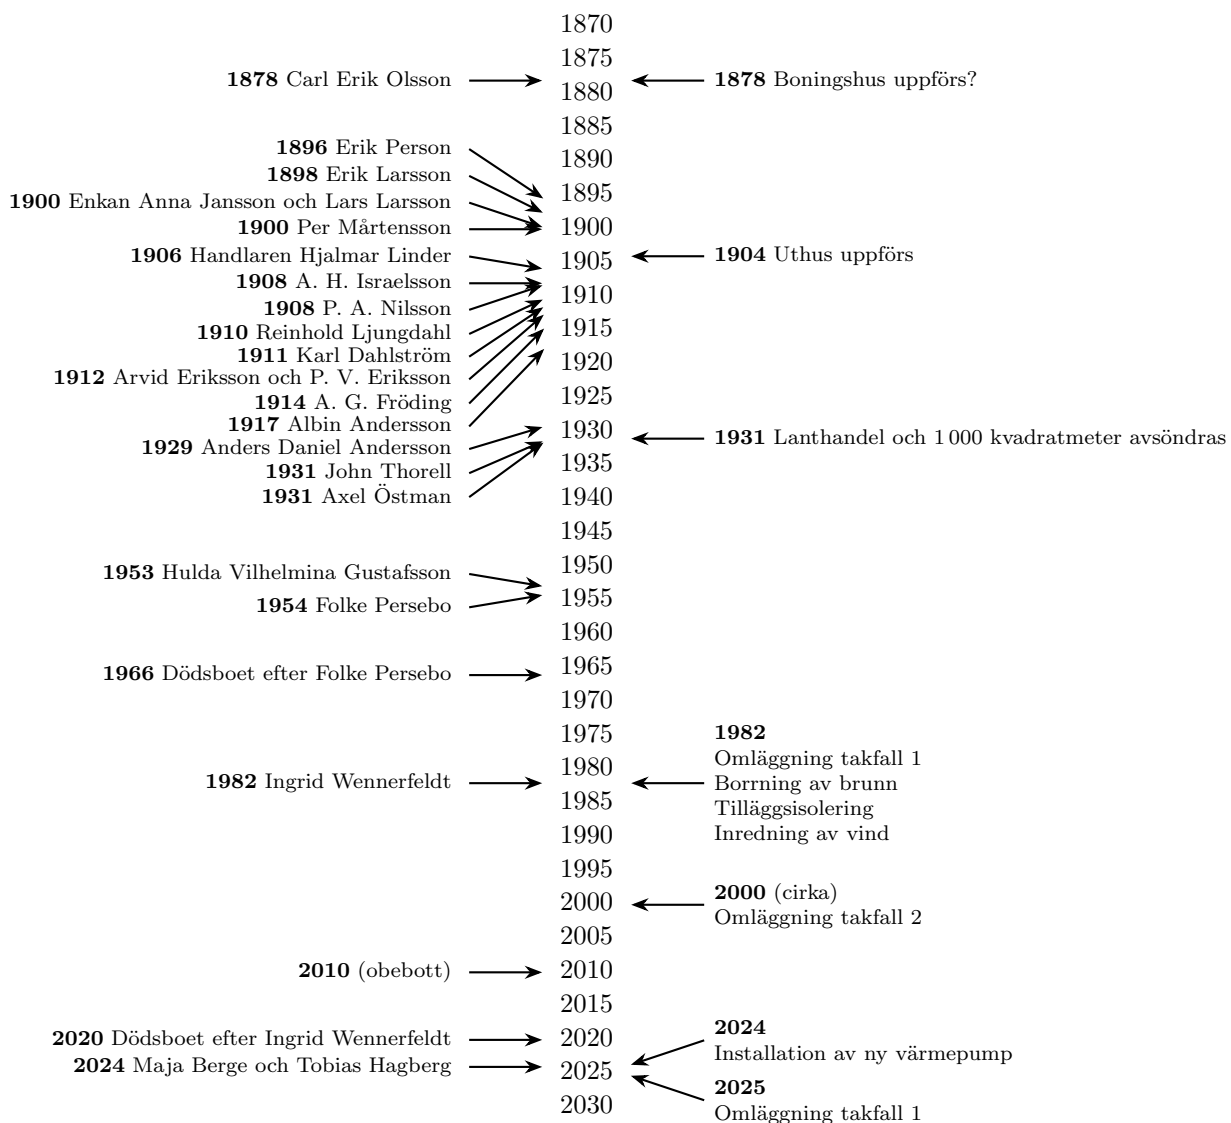 1870
1875
1878 Carl Erik Olsson
1878 Boningshus uppförs?
1880
1885
1896 Erik Person
1890
1898 Erik Larsson
1895
1900 Enkan Anna Jansson och Lars Larsson
1900 Per Mårtensson
1900
1906 Handlaren Hjalmar Linder
1904 Uthus uppförs
1905
1908 A. H. Israelsson
1910
1908 P. A. Nilsson
1910 Reinhold Ljungdahl
1915
1911 Karl Dahlström
1920
1912 Arvid Eriksson och P. V. Eriksson
1925
1914 A. G. Fröding
1917 Albin Andersson
1930
1931 Lanthandel och 1 000 kvadratmeter avsöndras
1929 Anders Daniel Andersson
1935
1931 John Thorell
1931 Axel Östman
1940
1945
1950
1953 Hulda Vilhelmina Gustafsson
1955
1954 Folke Persebo
1960
1965
1966 Dödsboet efter Folke Persebo
1970
1975
1982
Omläggning takfall 1
1980
1982 Ingrid Wennerfeldt
Borrning av brunn
1985
Tilläggsisolering
Inredning av vind
1990
1995
2000 (cirka)
2000
Omläggning takfall 2
2005
2010 (obebott)
2010
2015
2024
2020 Dödsboet efter Ingrid Wennerfeldt
2020
Installation av ny värmepump
2024 Maja Berge och Tobias Hagberg
2025
2025
2030
Omläggning takfall 1